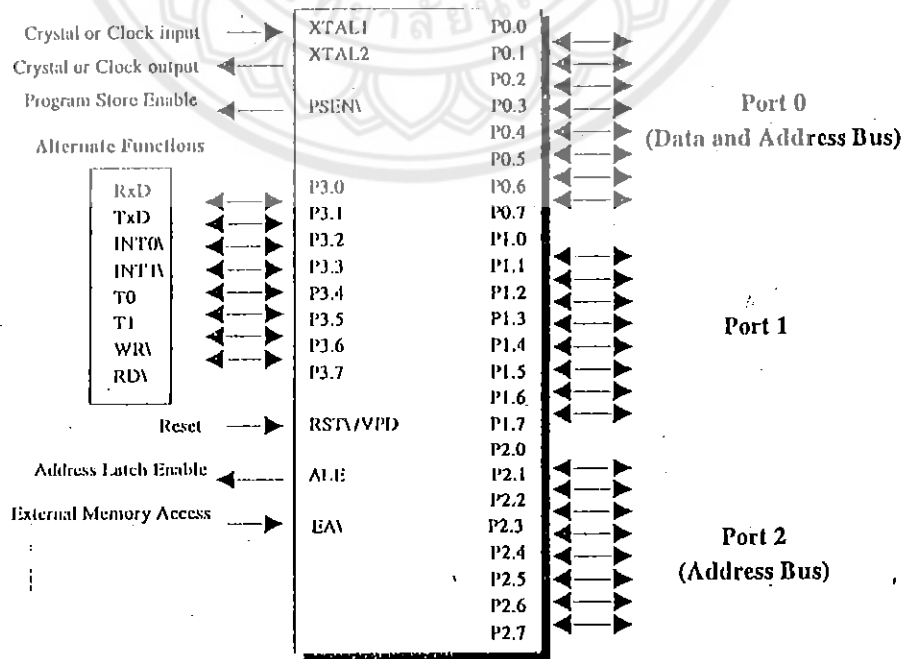 Crystal or Clock input
Crystal or Clock output
Program Store Enable
Alternate Functions
RxD
TxD
INT0\
INT1\
T0
T1
WR\
RD\
Reset
Address Latch Enable
External Memory Access
XTAL1
XTAL2
PSEN\
P3.0
P3.1
P3.2
P3.3
P3.4
P3.5
P3.6
P3.7
RST\/VPD
ALE
EA\
P0.0
P0.1
P0.2
P0.3
P0.4
P0.5
P0.6
P0.7
P1.0
P1.1
P1.2
P1.3
P1.4
P1.5
P1.6
P1.7
P2.0
P2.1
P2.2
P2.3
P2.4
P2.5
P2.6
P2.7
Port 0
(Data and Address Bus)
Port 1
Port 2
(Address Bus)